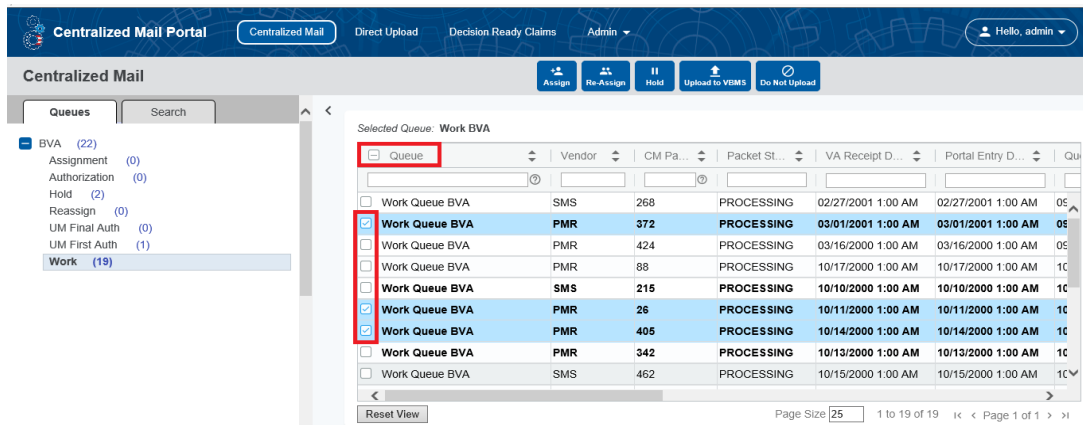 Centralized Mail Portal Centralized Mail Direct Upload Decision Ready Claims Admin Hello, admin
Centralized Mail Assign Re-Assign Hold Upload to VBMS Do Not Upload
Queues Search
Selected Queue: Work BVA
BVA (22)
Assignment (0)
Authorization (0)
Hold (2)
Reassign (0)
UM Final Auth (0)
UM First Auth (1)
Work (19)
Queue Vendor CM Pa... Packet St... VA Receipt D... Portal Entry D... Qu
Work Queue BVA SMS 268 PROCESSING 02/27/2001 1:00 AM 02/27/2001 1:00 AM 09
Work Queue BVA PMR 372 PROCESSING 03/01/2001 1:00 AM 03/01/2001 1:00 AM 09
Work Queue BVA PMR 424 PROCESSING 03/16/2000 1:00 AM 03/16/2000 1:00 AM 09
Work Queue BVA PMR 88 PROCESSING 10/17/2000 1:00 AM 10/17/2000 1:00 AM 10
Work Queue BVA SMS 215 PROCESSING 10/10/2000 1:00 AM 10/10/2000 1:00 AM 10
Work Queue BVA PMR 26 PROCESSING 10/11/2000 1:00 AM 10/11/2000 1:00 AM 10
Work Queue BVA PMR 405 PROCESSING 10/14/2000 1:00 AM 10/14/2000 1:00 AM 10
Work Queue BVA PMR 342 PROCESSING 10/13/2000 1:00 AM 10/13/2000 1:00 AM 10
Work Queue BVA SMS 462 PROCESSING 10/15/2000 1:00 AM 10/15/2000 1:00 AM 10
Reset View Page Size 25 1 to 19 of 19 Page 1 of 1